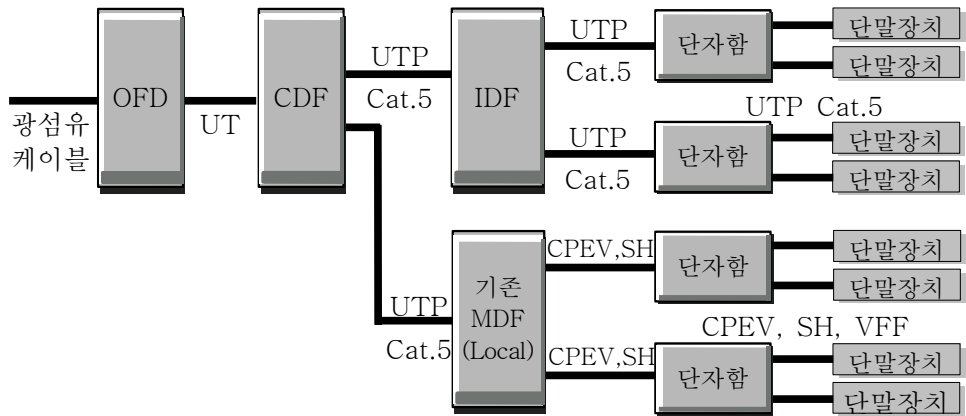 광섬유
케이블
OFD
UT
CDF
UTP
Cat.5
IDF
UTP
Cat.5
단자함
단말장치
단말장치
UTP Cat.5
UTP
Cat.5
단자함
단말장치
단말장치
UTP
Cat.5
기존
MDF
(Local)
CPEV,SH
단자함
단말장치
단말장치
CPEV, SH, VFF
CPEV,SH
단자함
단말장치
단말장치